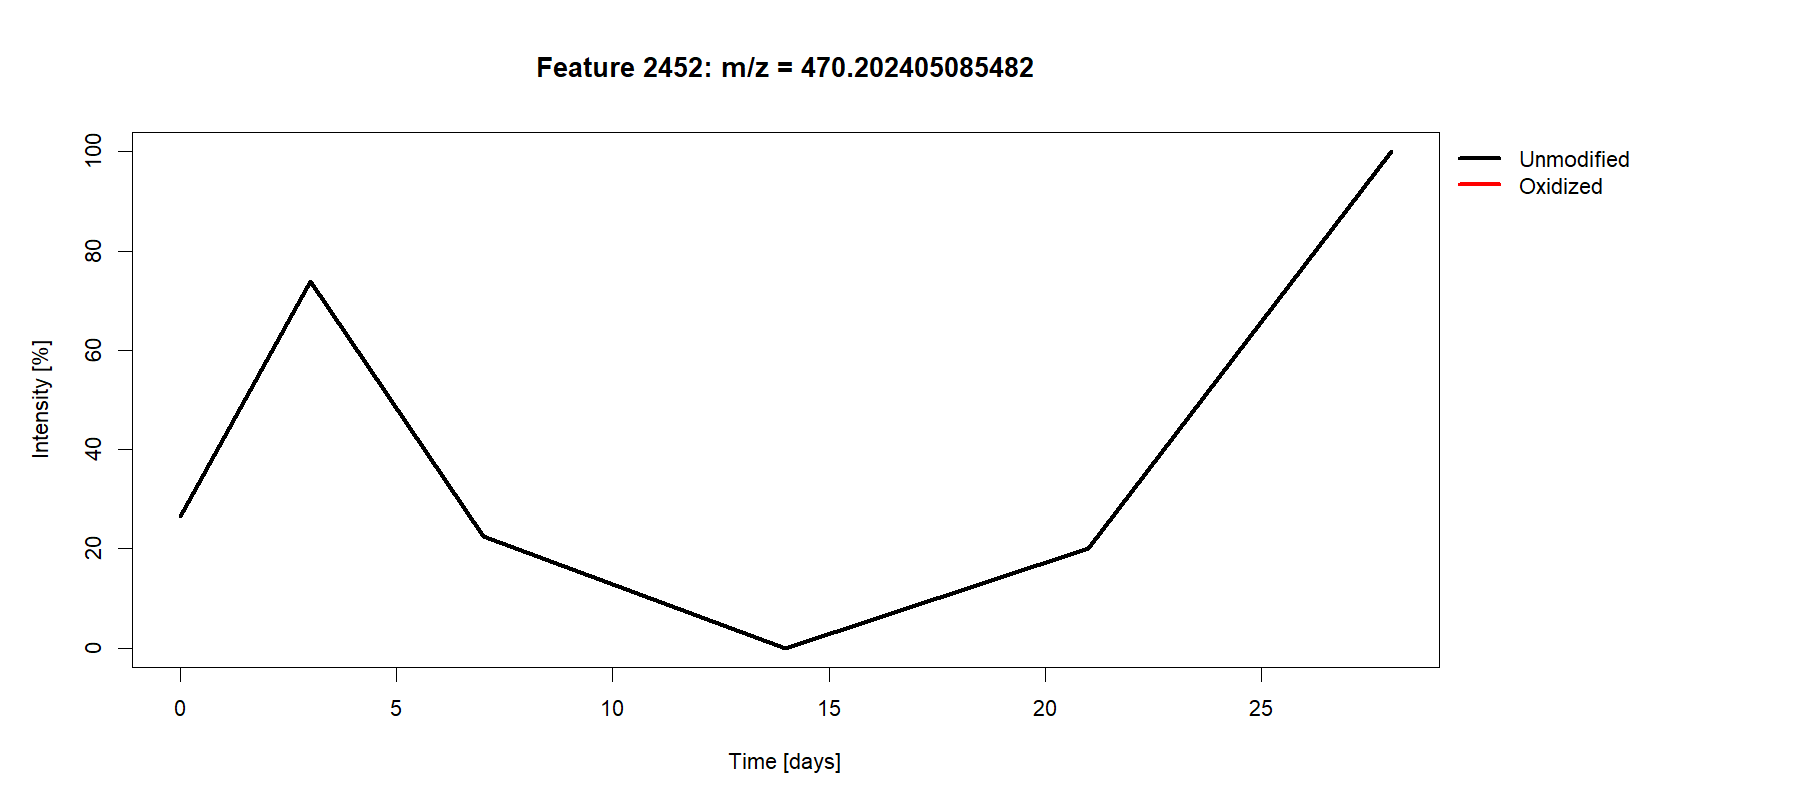 Feature 2452: m/z = 470.202405085482
Unmodified
Oxidized
Intensity [%]
100
80
60
40
20
0
0 5 10 15 20 25
Time [days]